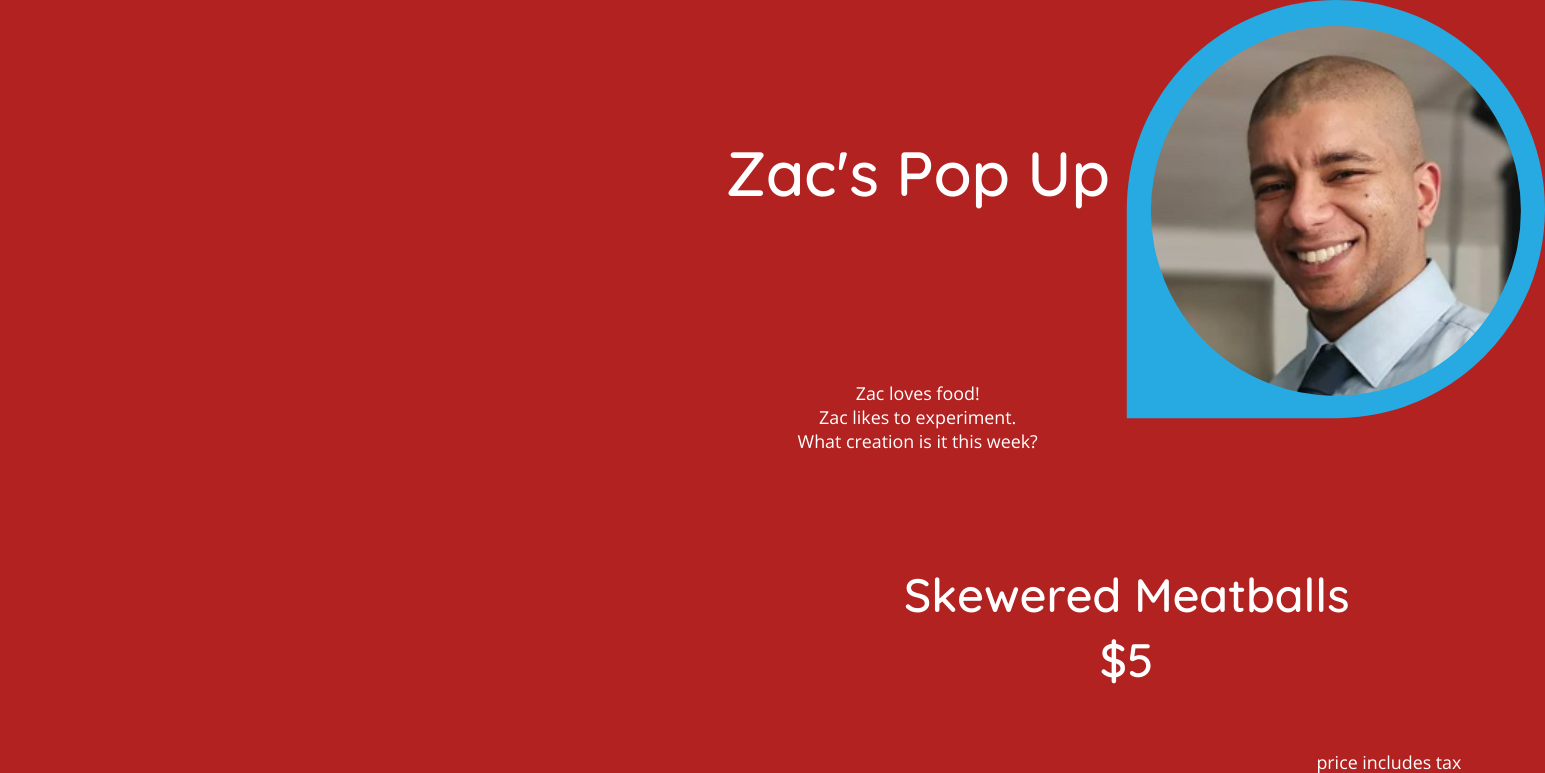 Zac's Pop Up
Zac loves food!
Zac likes to experiment.
What creation is it this week?
Skewered Meatballs
$5
price includes tax